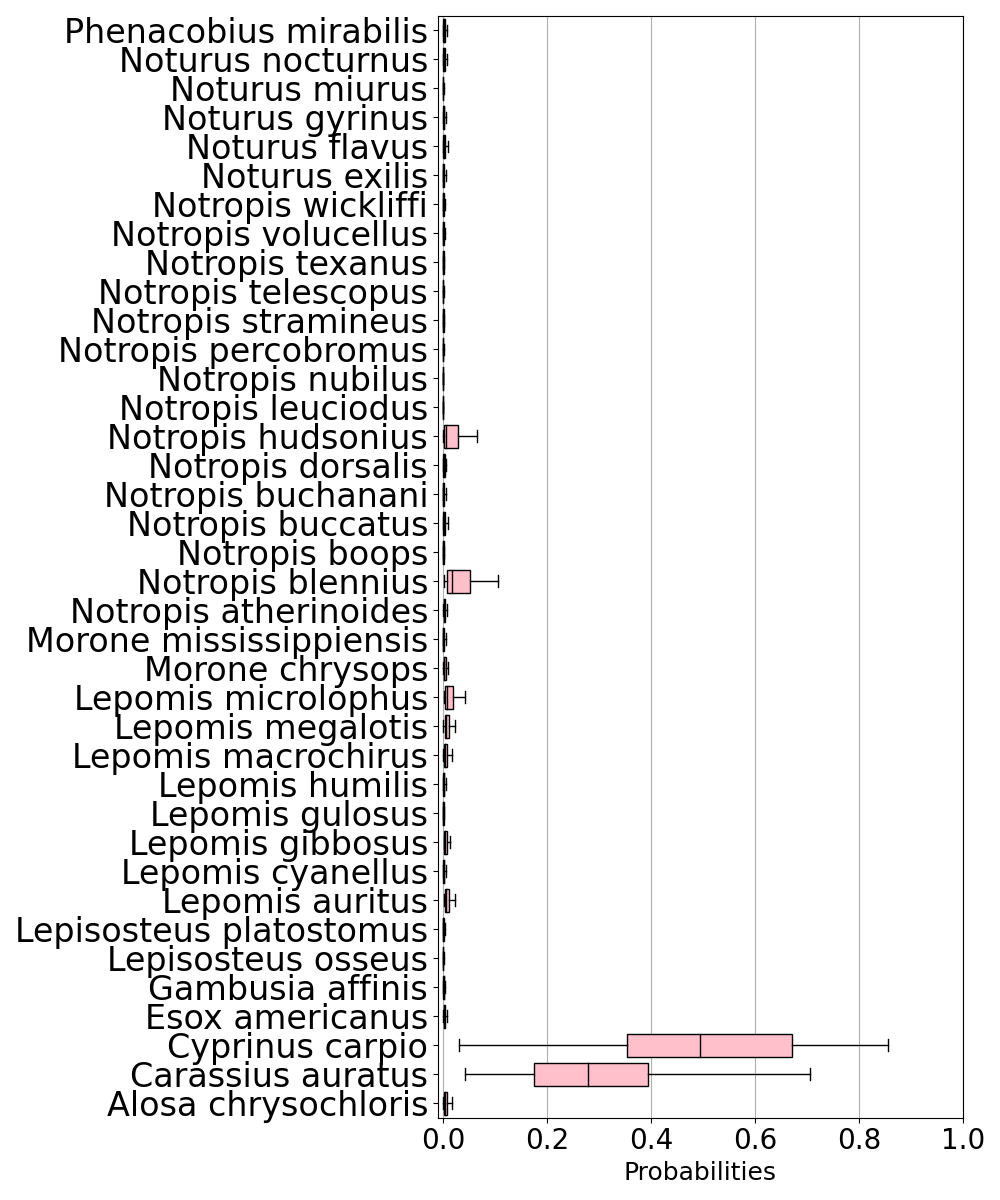 Phenacobius mirabilis
Noturus nocturnus
Noturus miurus
Noturus gyrinus
Noturus flavus
Noturus exilis
Notropis wickliffi
Notropis volucellus
Notropis texanus
Notropis telescopus
Notropis stramineus
Notropis percobromus
Notropis nubilus
Notropis leuciodus
Notropis hudsonius
Notropis dorsalis
Notropis buchanani
Notropis buccatus
Notropis boops
Notropis blennius
Notropis atherinoides
Morone mississippiensis
Morone chrysops
Lepomis microlophus
Lepomis megalotis
Lepomis macrochirus
Lepomis humilis
Lepomis gulosus
Lepomis gibbosus
Lepomis cyanellus
Lepomis auritus
Lepisosteus platostomus
Lepisosteus osseus
Gambusia affinis
Esox americanus
Cyprinus carpio
Carassius auratus
Alosa chrysochloris
0.0 0.2 0.4 0.6 0.8 1.0
Probabilities